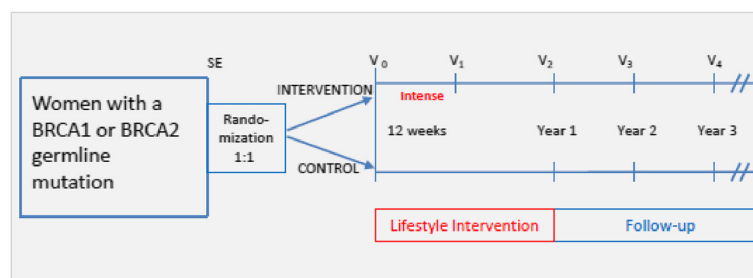 SE
V0 V1 V2 V3 V4
INTERVENTION
Intense
Women with a
BRCA1 or BRCA2
germline
mutation
Rando-
mization
1:1
12 weeks Year 1 Year 2 Year 3
CONTROL
Lifestyle Intervention Follow-up